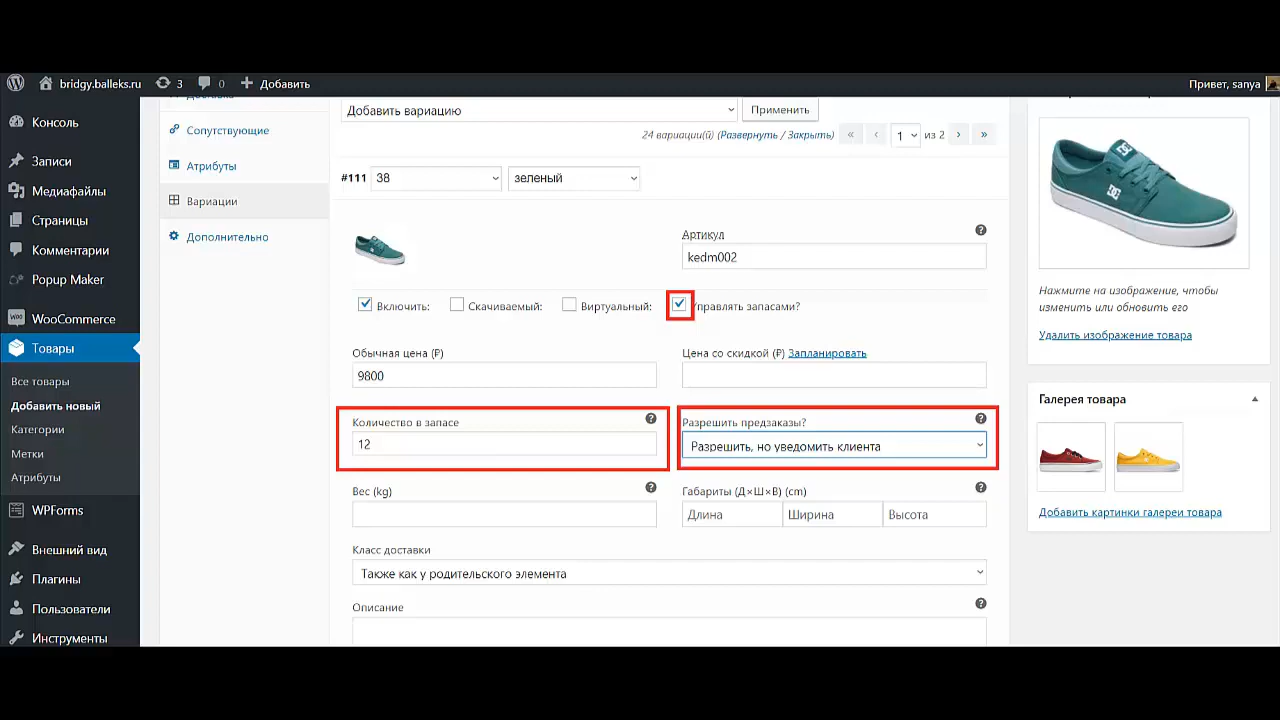 bridgy.balleks.ru
3
0
Добавить
Привет, sanya
Консоль
Записи
Медиафайлы
Страницы
Комментарии
Popup Maker
WooCommerce
Товары
Все товары
Добавить новый
Категории
Метки
Атрибуты
WPForms
Внешний вид
Плагины
Пользователи
Инструменты
Сопутствующие
Атрибуты
Вариации
Дополнительно
Добавить вариацию
Применить
24 вариации(й) (Развернуть / Закрыть) « ‹ 1 из 2 › »
#111 38 зеленый
Артикул
kedm002
Включить: Скачиваемый: Виртуальный: правлять запасами?
Обычная цена (₽)
9800
Цена со скидкой (₽) Запланировать
Количество в запасе
12
Разрешить предзаказы?
Разрешить, но уведомить клиента
Вес (kg)
Габариты (Д×Ш×В) (cm)
Длина Ширина Высота
Класс доставки
Также как у родительского элемента
Описание
Нажмите на изображение, чтобы
изменить или обновить его
Удалить изображение товара
Галерея товара
Добавить картинки галереи товара